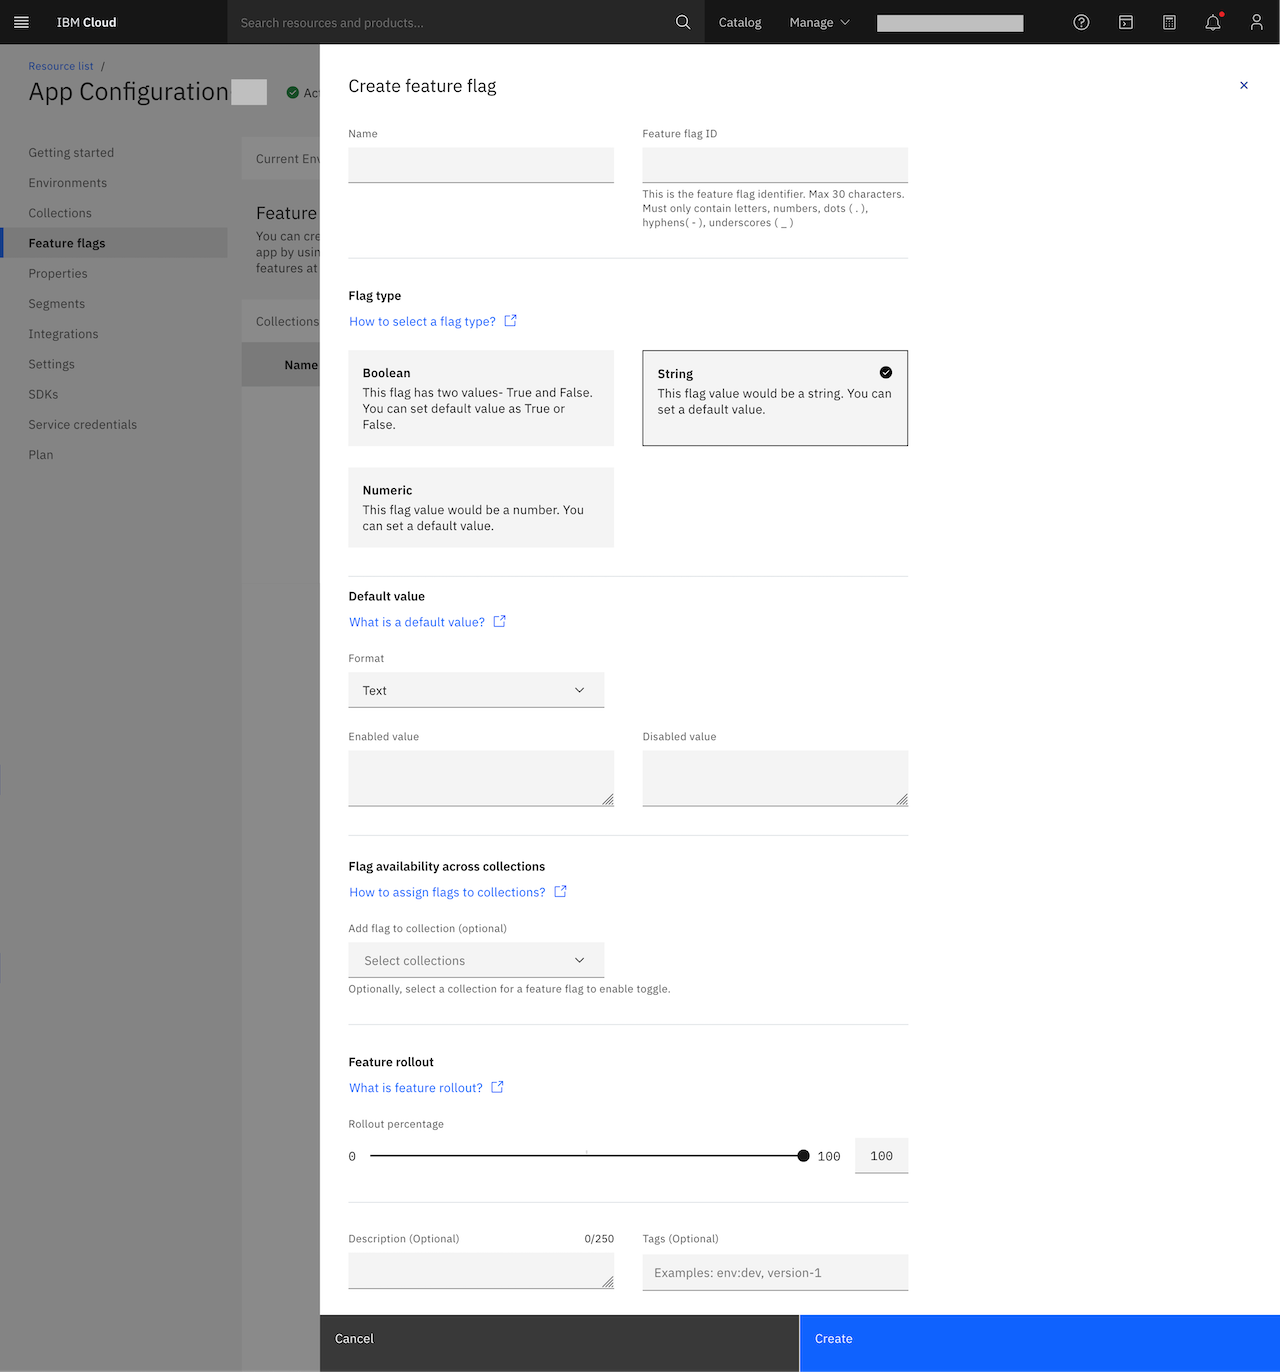 IBM Cloud
Search resources and products...
Catalog
Manage
Resource list /
App Configuration
Ac
Getting started
Environments
Collections
Feature flags
Properties
Segments
Integrations
Settings
SDKs
Service credentials
Plan
Current Env
Feature
You can cre
app by usin
features at
Collections
Name
Create feature flag
Name
Feature flag ID
This is the feature flag identifier. Max 30 characters.
Must only contain letters, numbers, dots ( . ),
hyphens( - ), underscores ( _ )
Flag type
How to select a flag type?
Boolean
This flag has two values- True and False.
You can set default value as True or
False.
String
This flag value would be a string. You can
set a default value.
Numeric
This flag value would be a number. You
can set a default value.
Default value
What is a default value?
Format
Text
Enabled value
Disabled value
Flag availability across collections
How to assign flags to collections?
Add flag to collection (optional)
Select collections
Optionally, select a collection for a feature flag to enable toggle.
Feature rollout
What is feature rollout?
Rollout percentage
0
100
100
Description (Optional)
0/250
Tags (Optional)
Examples: env:dev, version-1
Cancel
Create